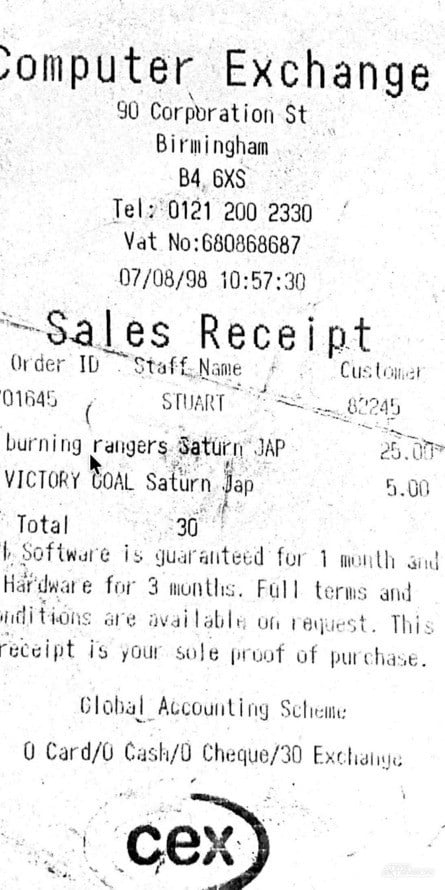 Computer Exchange
90 Corporation St
Birmingham
B4 6XS
Tel: 0121 200 2330
Vat No:680868687
07/08/98 10:57:30
Sales Receipt
Order ID Staff Name Customer
01645 STUART 82245
burning rangers Saturn JAP 25.00
VICTORY GOAL Saturn Jap 5.00
Total 30
Software is guaranteed for 1 month and
Hardware for 3 months. Full terms and
onditions are available on request. This
receipt is your sole proof of purchase.
Global Accounting Scheme
0 Card/0 Cash/0 Cheque/30 Exchange
cex